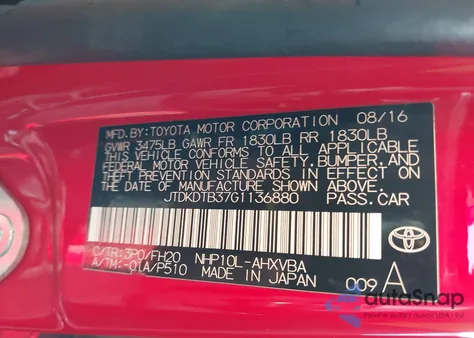 MFD.BY:TOYOTA MOTOR CORPORATION 08/16
GVWR 3475LB GAWR FR 1830LB RR 1830LB
THIS VEHICLE CONFORMS TO ALL APPLICABLE
FEDERAL MOTOR VEHICLE SAFETY,BUMPER,AND
THEFT PREVENTION STANDARDS IN EFFECT ON
THE DATE OF MANUFACTURE SHOWN ABOVE.
JTDKDTB37G1136880 PASS.CAR
C/TR:3P0/FH20 NHP10L-AHXVBA
A/TM:-01A/P510 MADE IN JAPAN 009 A
TOYOTA
autoSnap